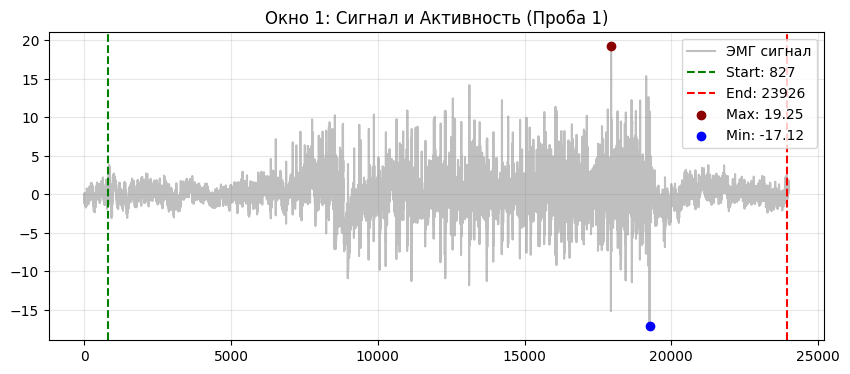 Окно 1: Сигнал и Активность (Проба 1)
20
15
10
5
0
−5
−10
−15
0
5000
10000
15000
20000
25000
ЭМГ сигнал
Start: 827
End: 23926
Max: 19.25
Min: -17.12